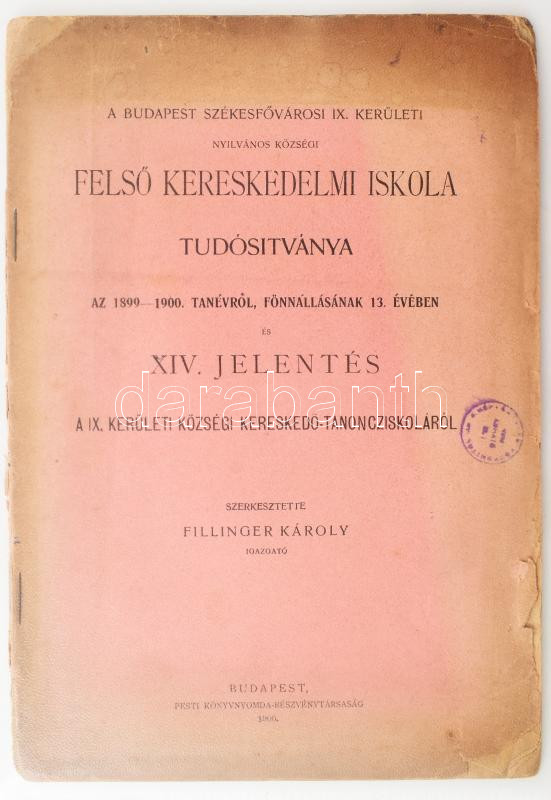 A BUDAPEST SZÉKESFŐVÁROSI IX. KERÜLETI
NYILVÁNOS KÖZSÉGI
FELSŐ KERESKEDELMI ISKOLA
TUDÓSITVÁNYA
AZ 1899—1900. TANÉVRŐL, FÖNNÁLLÁSÁNAK 13. ÉVÉBEN
ÉS
XIV. JELENTÉS
darabanth
A IX. KERÜLETI KÖZSÉGI KERESKEDŐ-TANONCZISKOLÁRÓL
SZERKESZTETTE
FILLINGER KÁROLY
IGAZGATÓ
BUDAPEST,
PESTI KÖNYVNYOMDA-RÉSZVÉNYTÁRSASÁG
1900.